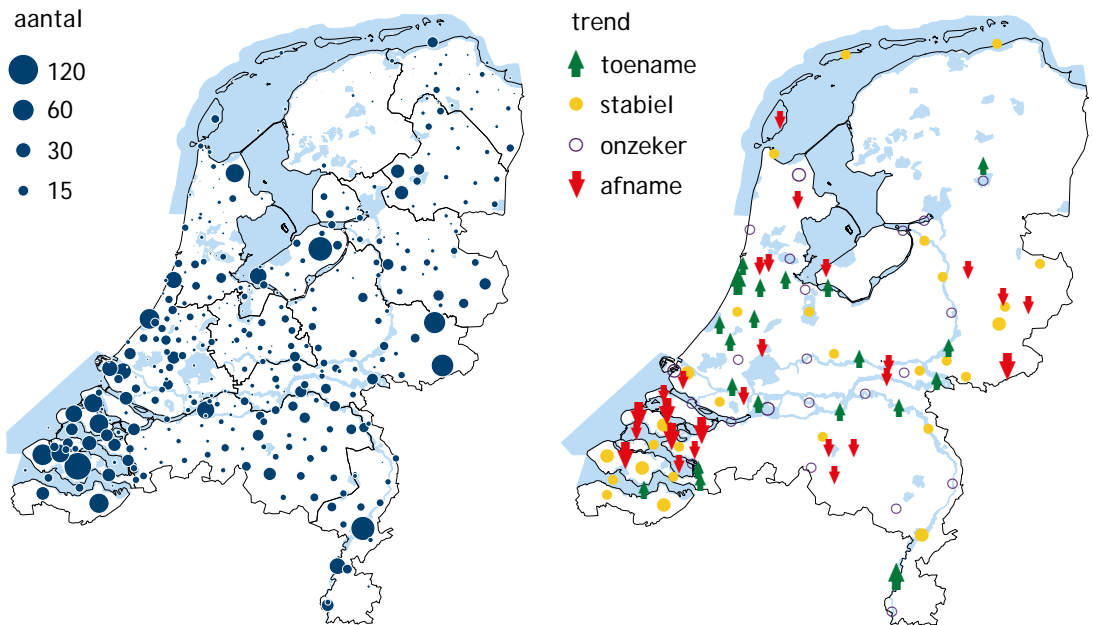 aantal
120
60
30
15
trend
toename
stabiel
onzeker
afname